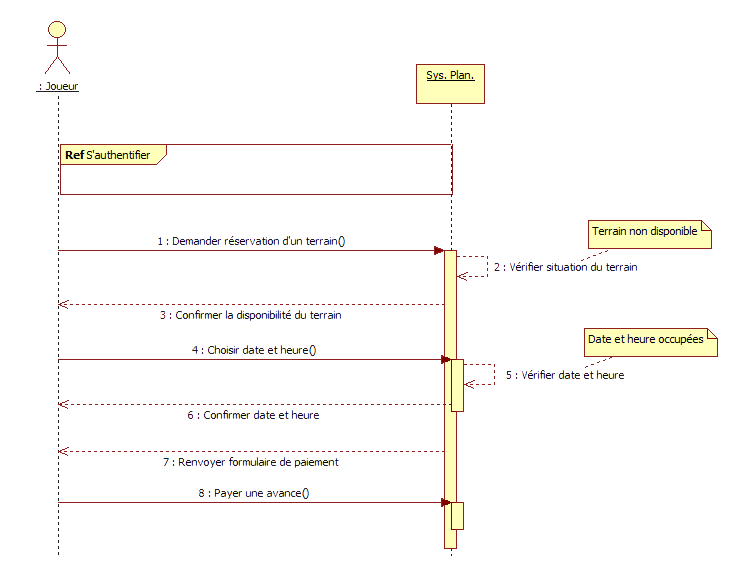 : Joueur
Sys. Plan.
Ref S'authentifier
Terrain non disponible
1 : Demander réservation d'un terrain()
2 : Vérifier situation du terrain
3 : Confirmer la disponibilité du terrain
Date et heure occupées
4 : Choisir date et heure()
5 : Vérifier date et heure
6 : Confirmer date et heure
7 : Renvoyer formulaire de paiement
8 : Payer une avance()